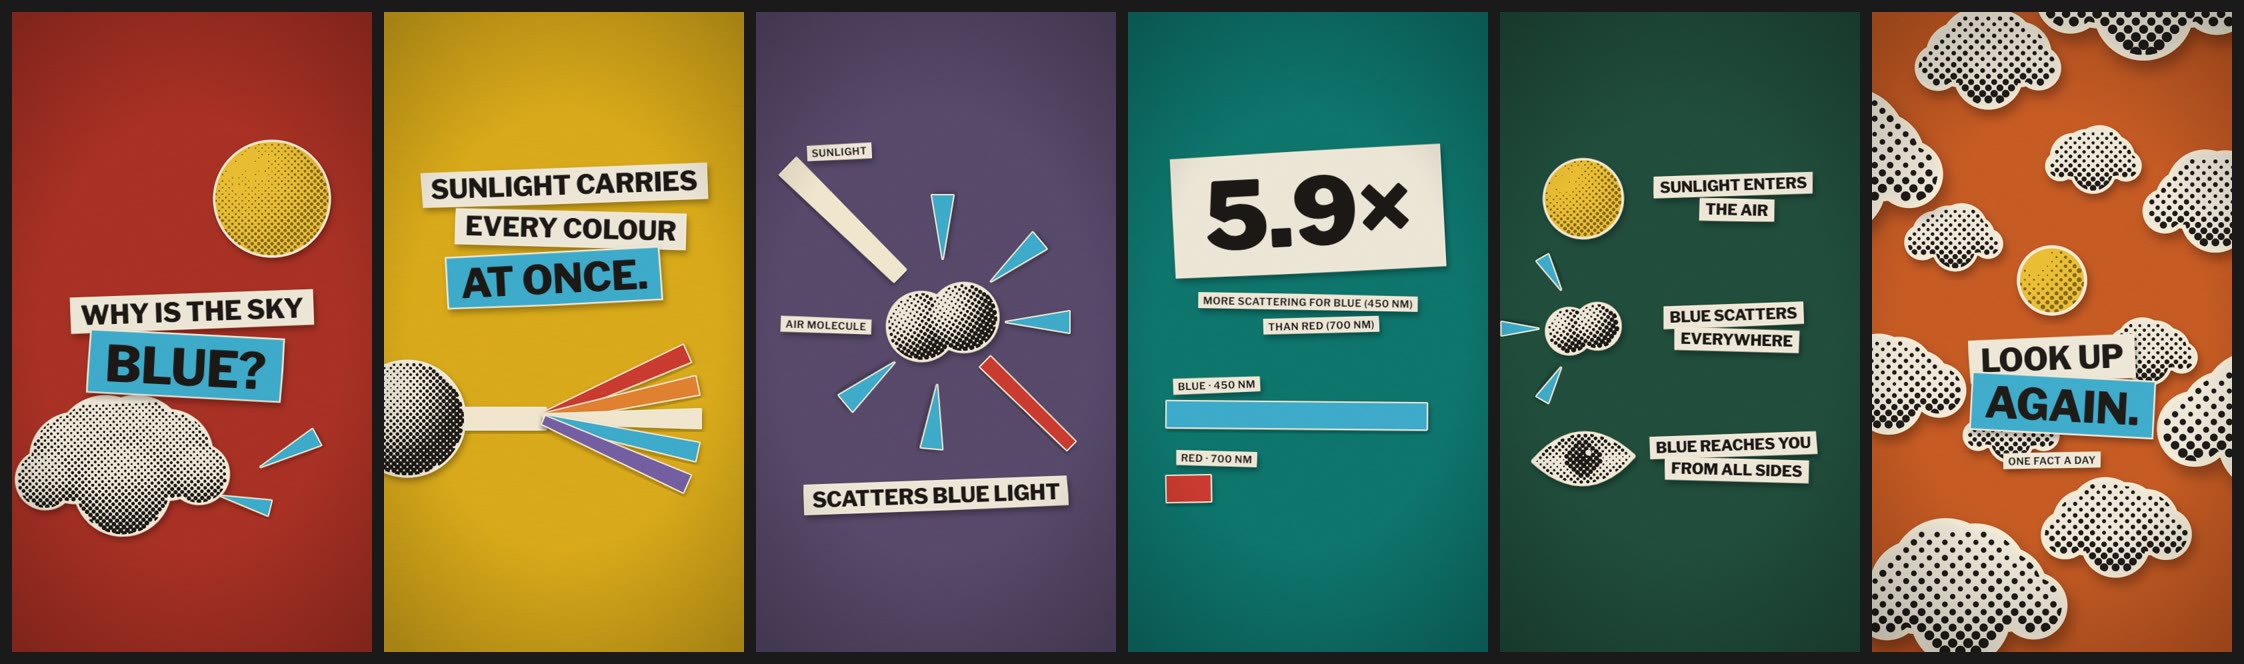 WHY IS THE SKY
BLUE?
SUNLIGHT CARRIES
EVERY COLOUR
AT ONCE.
SUNLIGHT
AIR MOLECULE
SCATTERS BLUE LIGHT
5.9×
MORE SCATTERING FOR BLUE (450 NM)
THAN RED (700 NM)
BLUE · 450 NM
RED · 700 NM
SUNLIGHT ENTERS
THE AIR
BLUE SCATTERS
EVERYWHERE
BLUE REACHES YOU
FROM ALL SIDES
LOOK UP
AGAIN.
ONE FACT A DAY